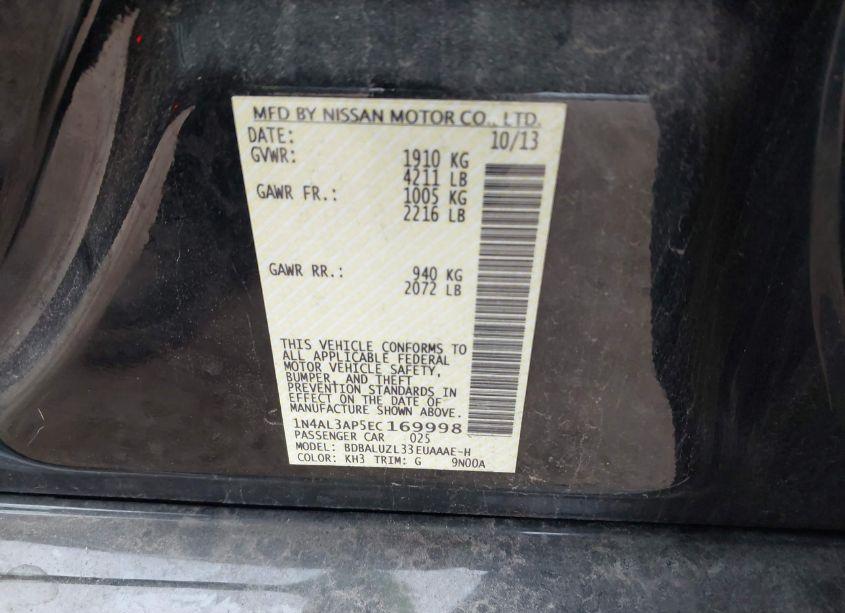 MFD BY NISSAN MOTOR CO., LTD.
DATE: 10/13
GVWR: 1910 KG
4211 LB
GAWR FR.: 1005 KG
2216 LB
GAWR RR.: 940 KG
2072 LB
THIS VEHICLE CONFORMS TO
ALL APPLICABLE FEDERAL
MOTOR VEHICLE SAFETY,
BUMPER, AND THEFT
PREVENTION STANDARDS IN
EFFECT ON THE DATE OF
MANUFACTURE SHOWN ABOVE.
1N4AL3AP5EC169998
PASSENGER CAR 025
MODEL: BDBALUZL33EUAAAE-H
COLOR: KH3 TRIM: G 9N00A